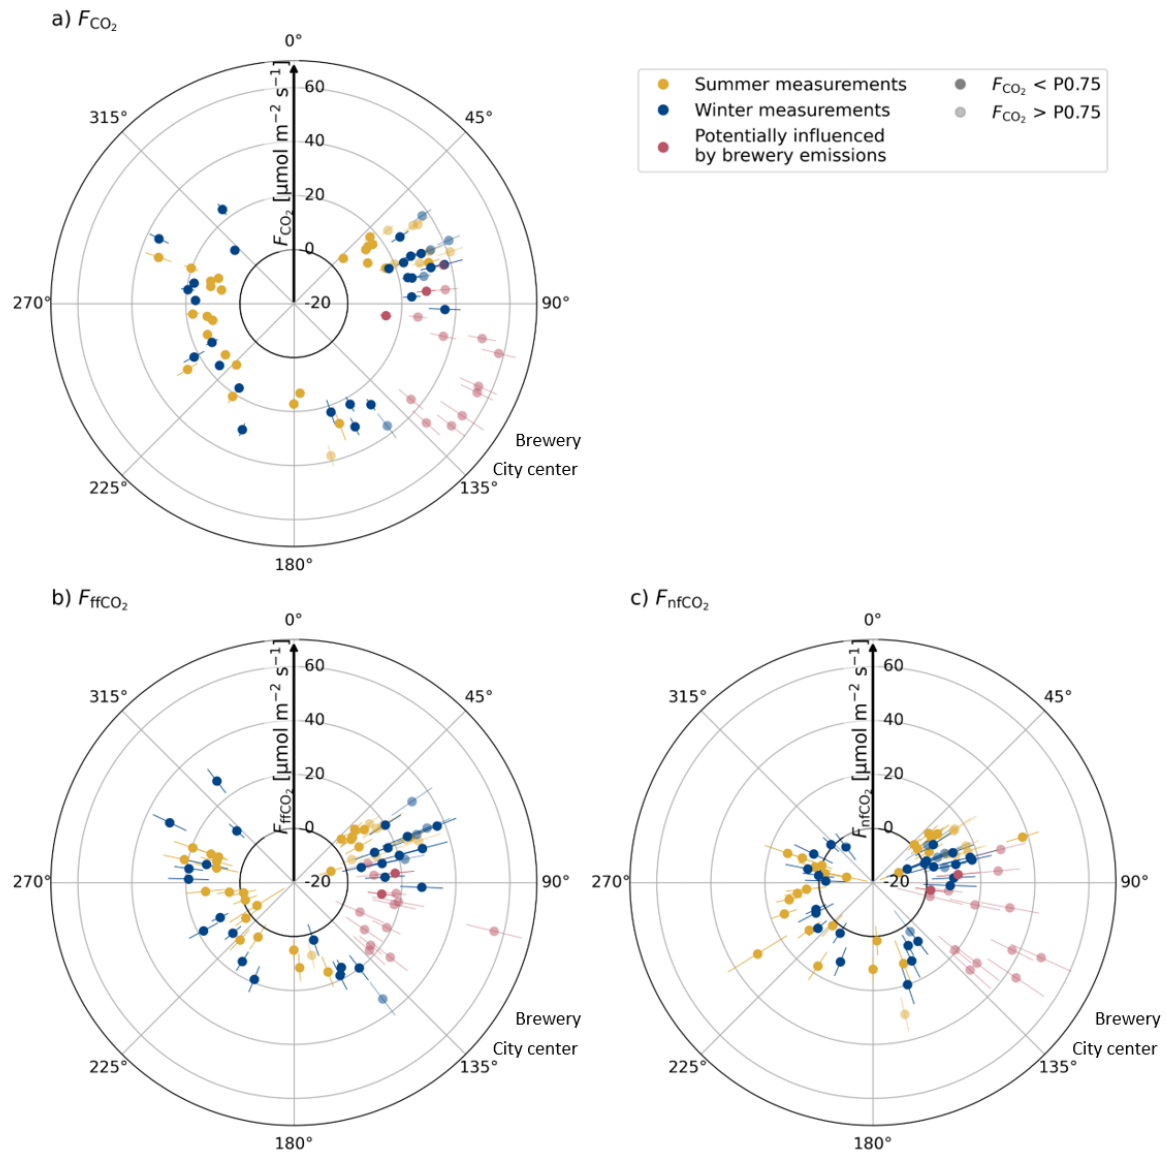 a) F_CO₂
0°
45°
90°
135°
180°
225°
270°
315°
F_CO₂ [µmol m⁻² s⁻¹]
60
40
20
0
-20
Brewery
City center
Summer measurements
Winter measurements
Potentially influenced
by brewery emissions
F_CO₂ < P0.75
F_CO₂ > P0.75
b) F_ffCO₂
0°
45°
90°
135°
180°
225°
270°
315°
F_ffCO₂ [µmol m⁻² s⁻¹]
60
40
20
0
-20
Brewery
City center
c) F_nfCO₂
0°
45°
90°
135°
180°
225°
270°
315°
F_nfCO₂ [µmol m⁻² s⁻¹]
60
40
20
0
-20
Brewery
City center